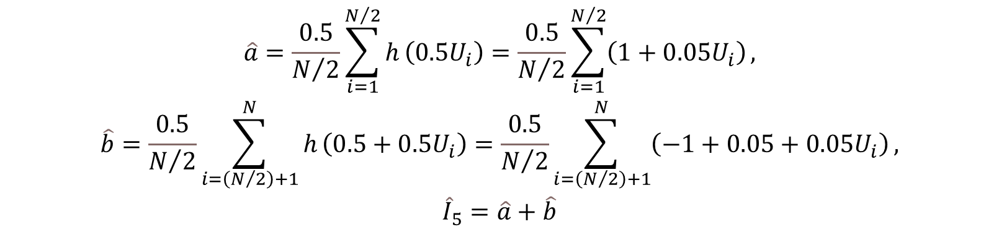 â = 0.5/(N/2) ∑_{i=1}^{N/2} h (0.5U_i) = 0.5/(N/2) ∑_{i=1}^{N/2} (1 + 0.05U_i) ,
b̂ = 0.5/(N/2) ∑_{i=(N/2)+1}^{N} h (0.5 + 0.5U_i) = 0.5/(N/2) ∑_{i=(N/2)+1}^{N} (−1 + 0.05 + 0.05U_i) ,
Î_5 = â + b̂